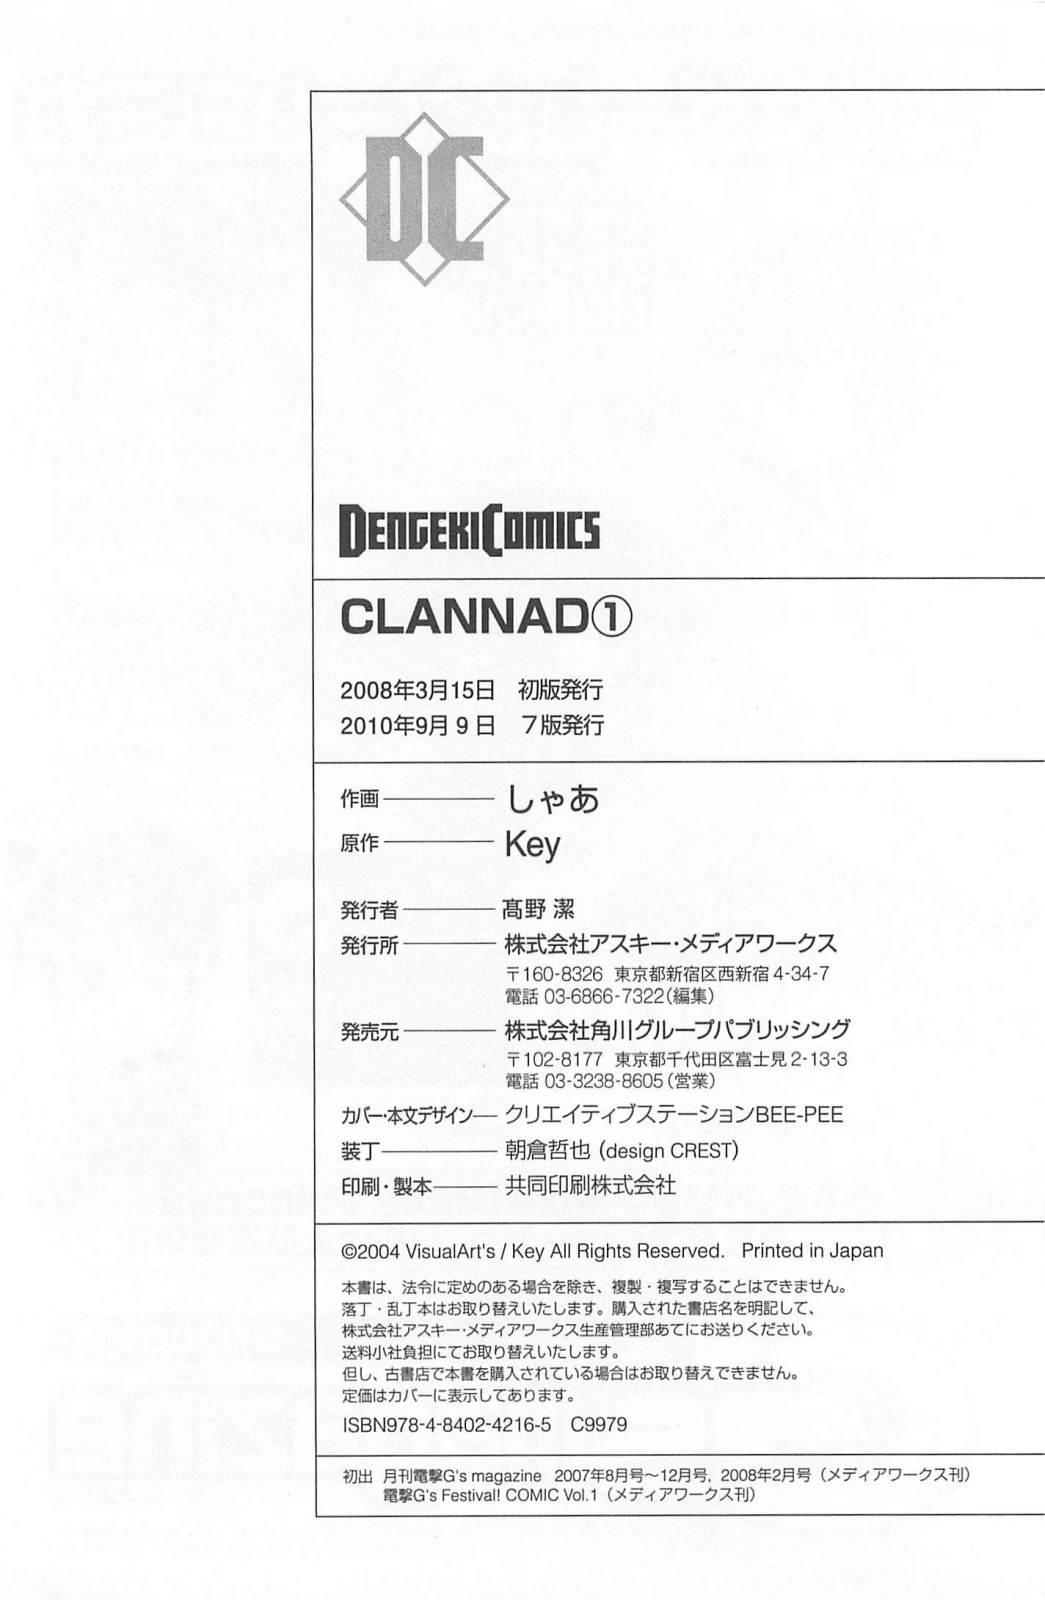 DC
DENGEKI COMICS
CLANNAD①
2008年3月15日　初版発行
2010年9月9日　7版発行
作画――しゃあ
原作――Key
発行者――髙野 潔
発行所――株式会社アスキー・メディアワークス
〒160-8326 東京都新宿区西新宿4-34-7
電話 03-6866-7322（編集）
発売元――株式会社角川グループパブリッシング
〒102-8177 東京都千代田区富士見2-13-3
電話 03-3238-8605（営業）
カバー・本文デザイン――クリエイティブステーションBEE-PEE
装丁――朝倉哲也（design CREST）
印刷・製本――共同印刷株式会社
©2004 VisualArt's / Key All Rights Reserved. Printed in Japan
本書は、法令に定めのある場合を除き、複製・複写することはできません。
落丁・乱丁本はお取り替えいたします。購入された書店名を明記して、
株式会社アスキー・メディアワークス生産管理部あてにお送りください。
送料小社負担にてお取り替えいたします。
但し、古書店で本書を購入されている場合はお取り替えできません。
定価はカバーに表示してあります。
ISBN978-4-8402-4216-5 C9979
初出 月刊電撃G's magazine 2007年8月号〜12月号, 2008年2月号（メディアワークス刊）
電撃G's Festival! COMIC Vol.1（メディアワークス刊）